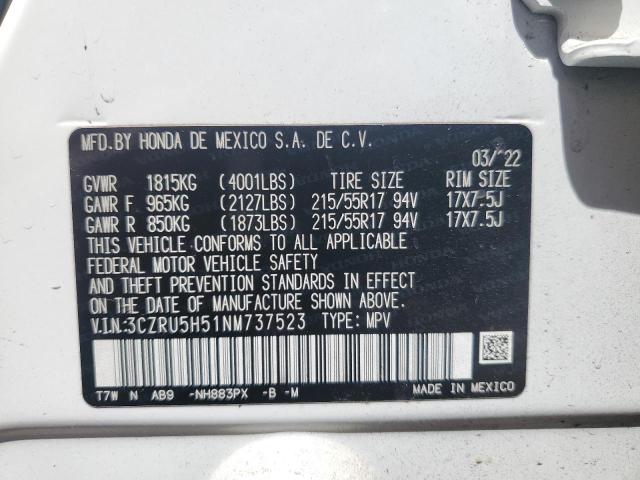 MFD.BY HONDA DE MEXICO S.A. DE C.V.
03/'22
GVWR 1815KG (4001LBS) TIRE SIZE RIM SIZE
GAWR F 965KG (2127LBS) 215/55R17 94V 17X7.5J
GAWR R 850KG (1873LBS) 215/55R17 94V 17X7.5J
THIS VEHICLE CONFORMS TO ALL APPLICABLE
FEDERAL MOTOR VEHICLE SAFETY
AND THEFT PREVENTION STANDARDS IN EFFECT
ON THE DATE OF MANUFACTURE SHOWN ABOVE.
V.I.N.:3CZRU5H51NM737523 TYPE: MPV
T7W N AB9 -NH883PX -B -M
MADE IN MEXICO